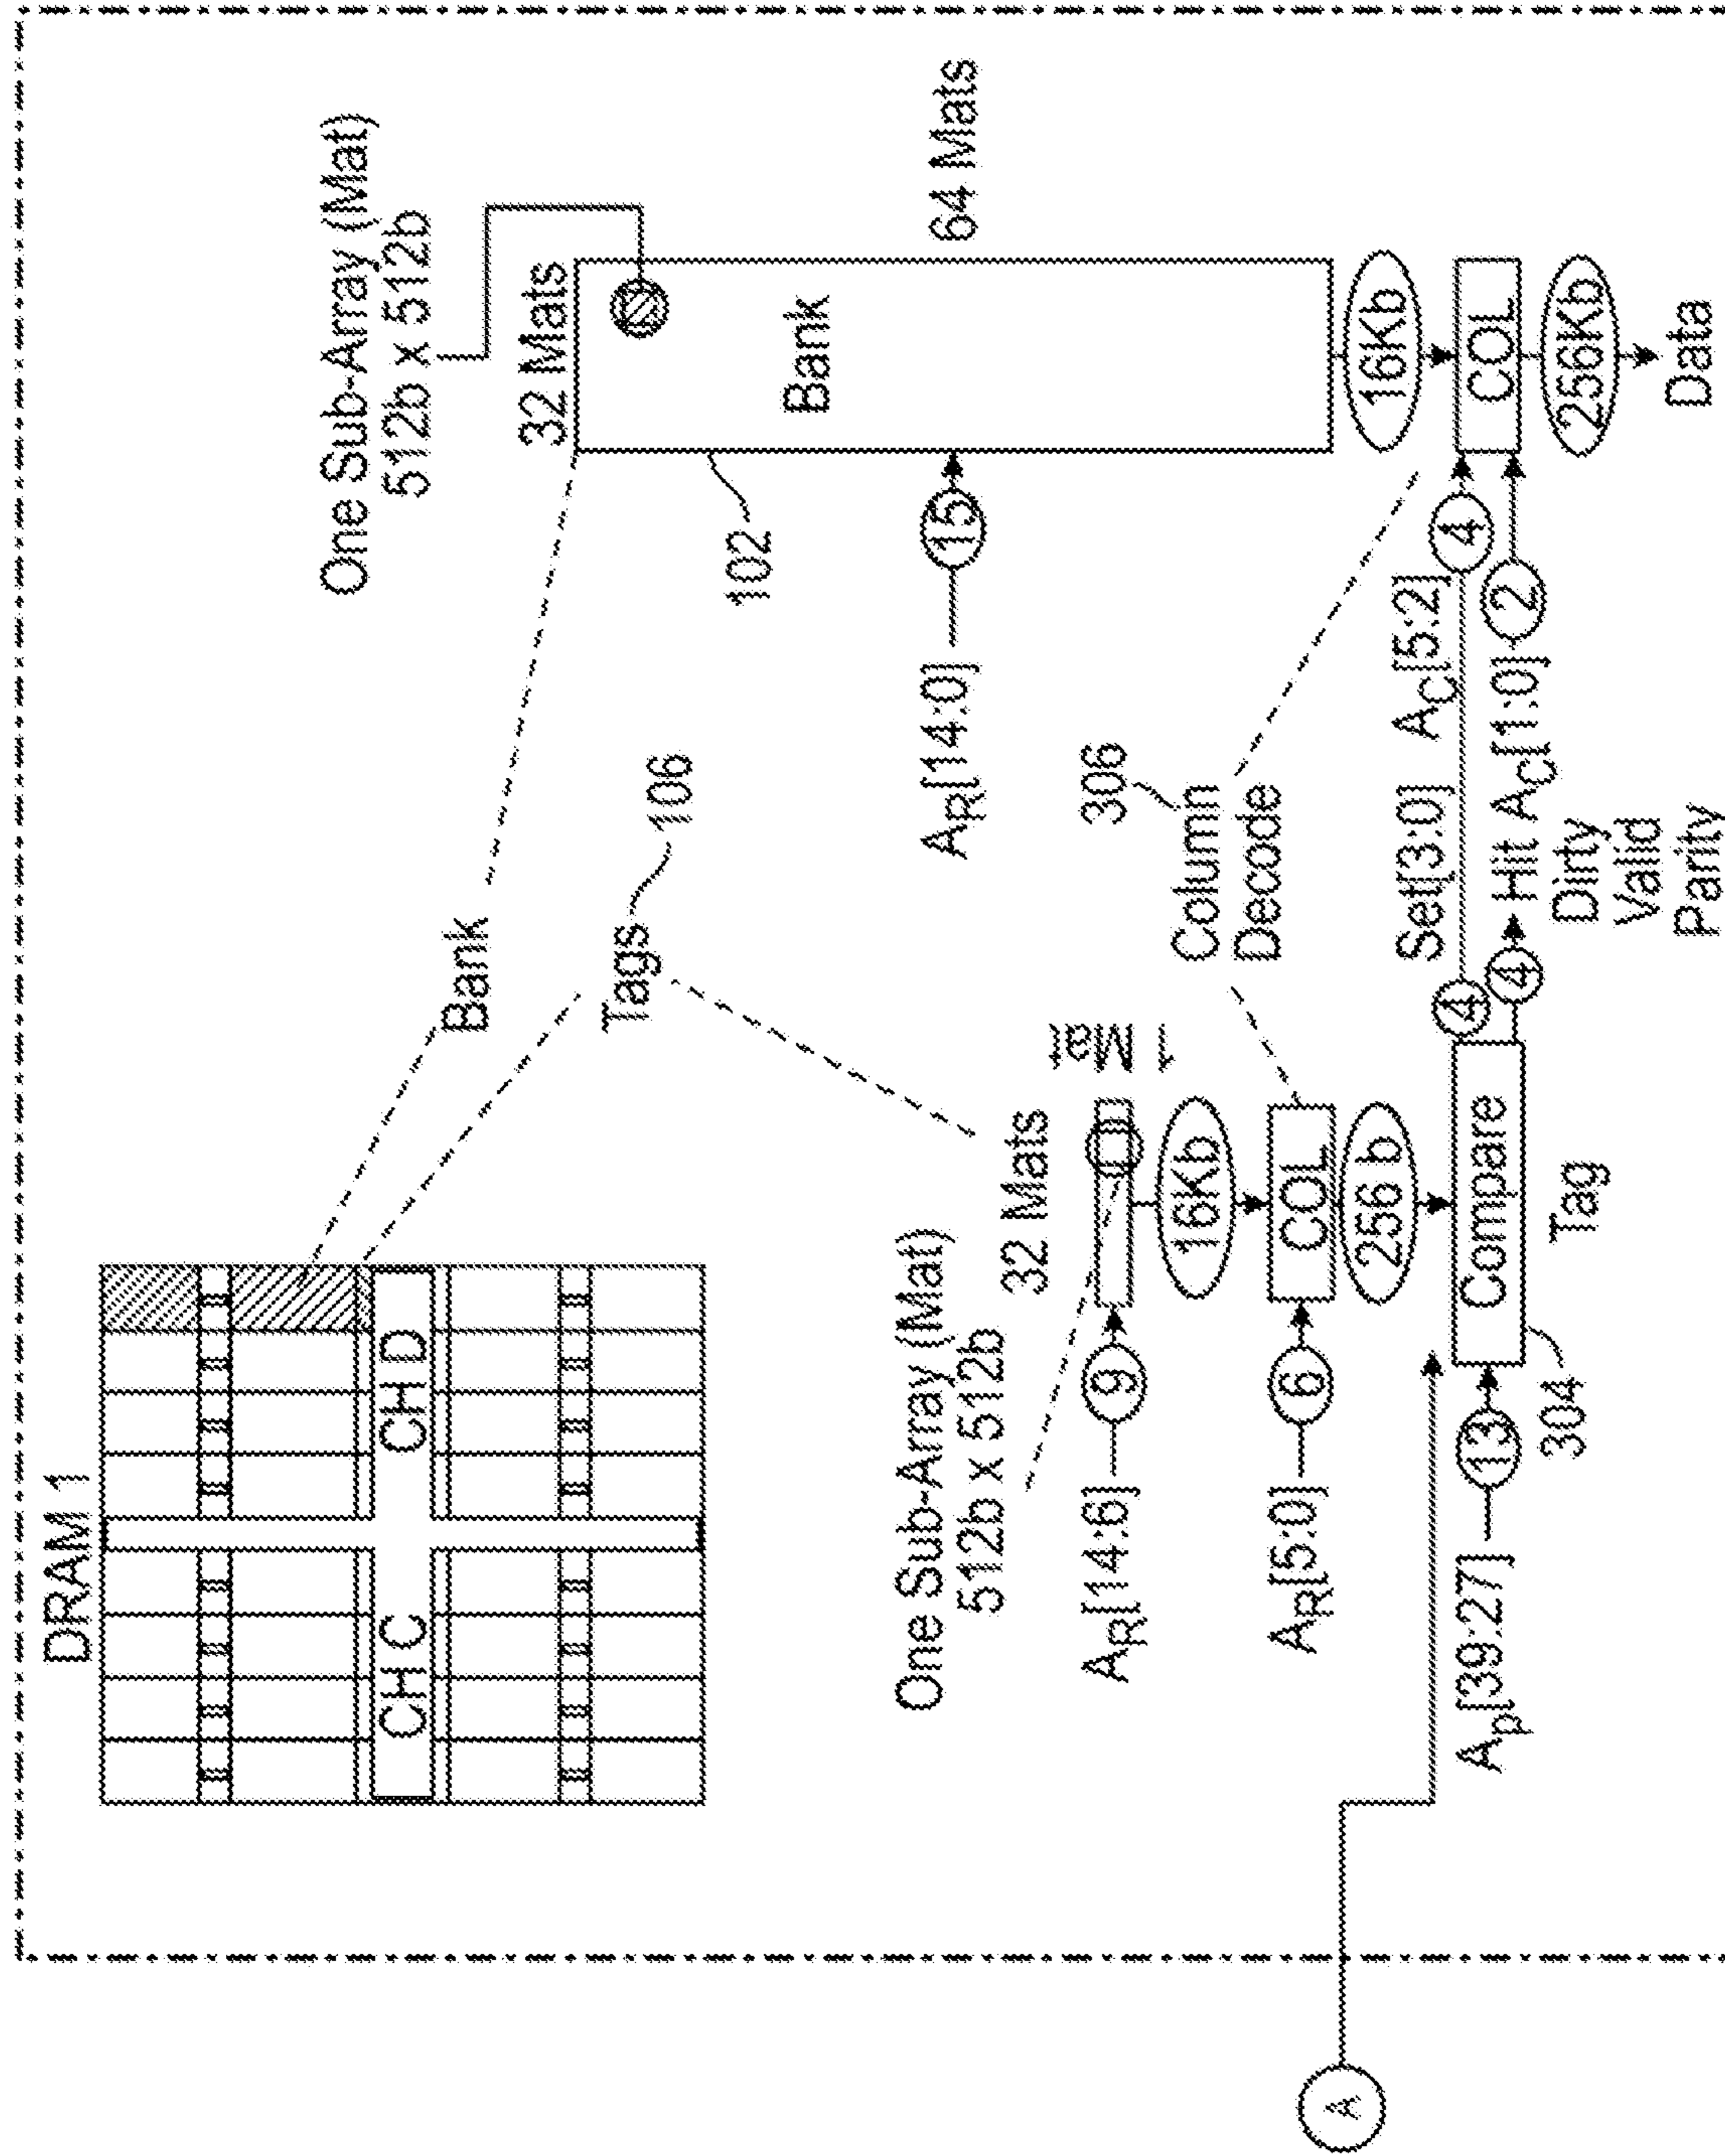 DRAM 1
CH C
CH D
Bank
Tags
106
One Sub-Array (Mat)
512b x 512b
32 Mats
Bank
64 Mats
102
A_R[14:0]
15
16Kb
COL
256Kb
Data
One Sub-Array (Mat)
512b x 512b
32 Mats
1 Mat
A_R[14:6]
9
16Kb
A_R[5:0]
6
COL
256 b
Column
Decode
306
A_p[39:27]
13
Compare
304
Tag
4
Set[3:0]
A_C[5:2]
4
4
Hit
A_C[1:0]
2
Dirty
Valid
Parity
A